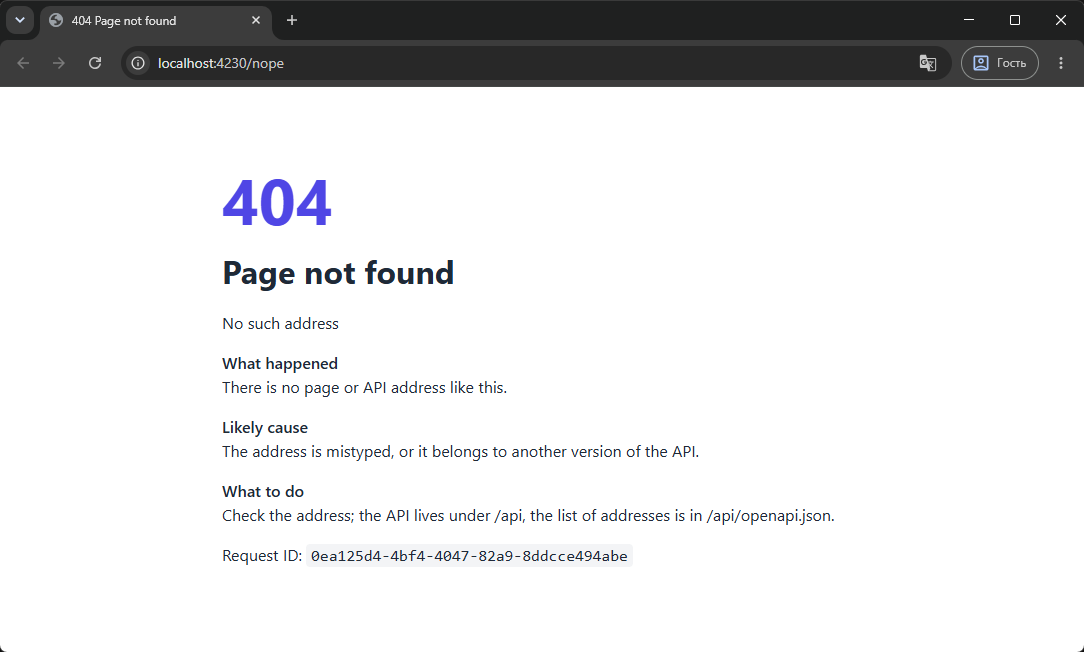 404 Page not found
localhost:4230/nope
Гость
404
Page not found
No such address
What happened
There is no page or API address like this.
Likely cause
The address is mistyped, or it belongs to another version of the API.
What to do
Check the address; the API lives under /api, the list of addresses is in /api/openapi.json.
Request ID: 0ea125d4-4bf4-4047-82a9-8ddcce494abe